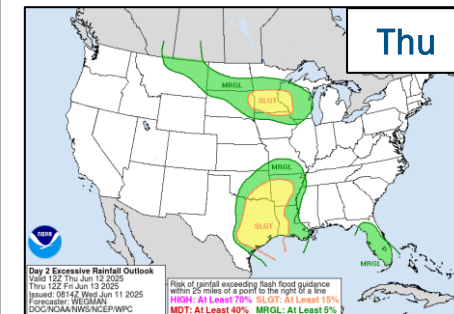 Thu
MRGL
SLGT
MRGL
SLGT
MRGL
NOAA
Day 2 Excessive Rainfall Outlook
Valid 12Z Thu Jun 12 2025
Thru 12Z Fri Jun 13 2025
Issued: 0814Z Wed Jun 11 2025
Forecaster: WEGMAN
DOC/NOAA/NWS/NCEP/WPC
Risk of rainfall exceeding flash flood guidance
within 25 miles of a point to the right of a line
HIGH: At Least 70% SLGT: At Least 15%
MDT: At Least 40% MRGL: At Least 5%